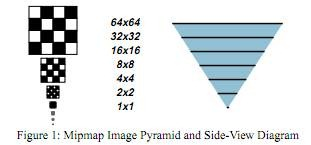 64x64
32x32
16x16
8x8
4x4
2x2
1x1
Figure 1: Mipmap Image Pyramid and Side-View Diagram